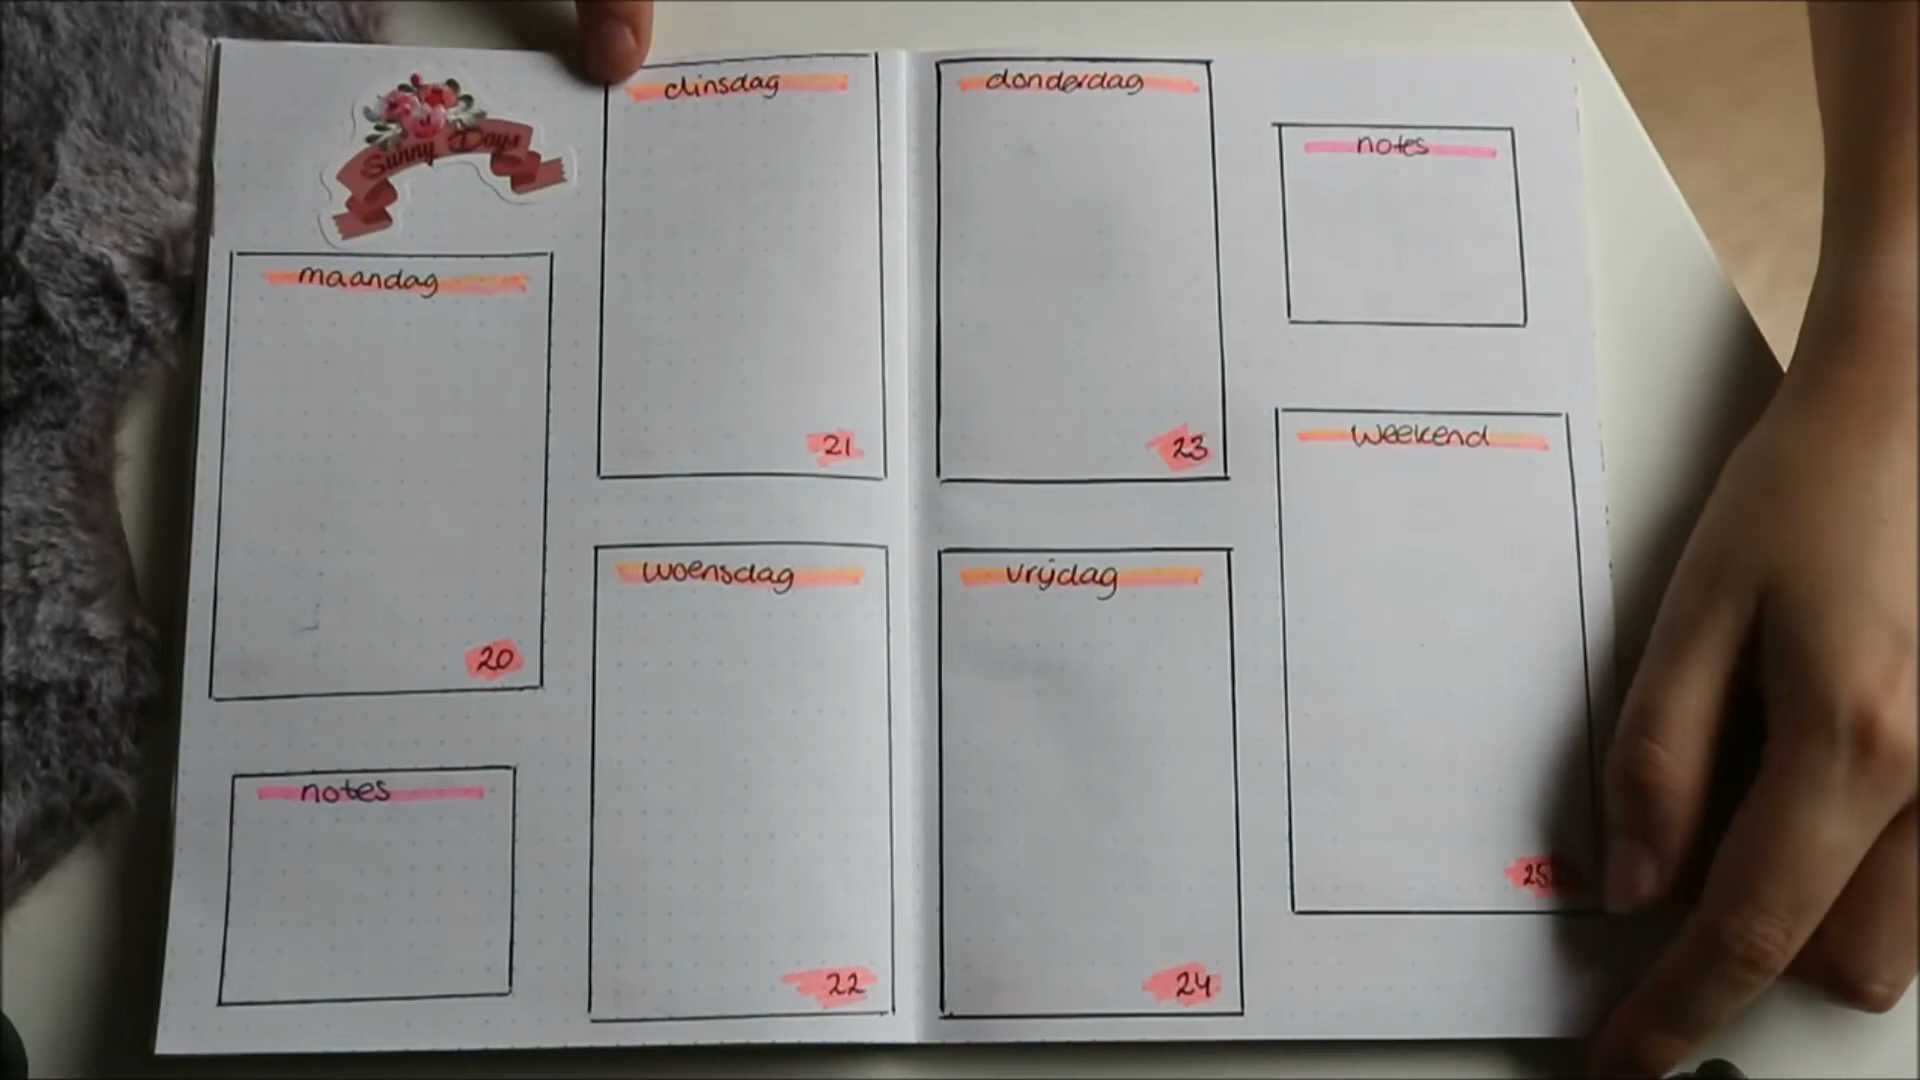 Sunny Days
maandag
20
notes
dinsdag
21
woensdag
22
donderdag
23
vrijdag
24
notes
weekend
25